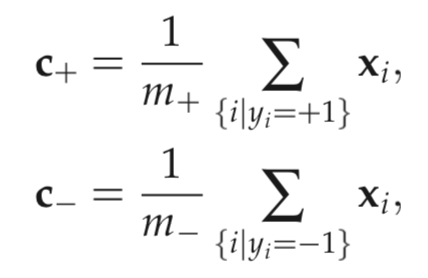 c₊ = 1/m₊ ∑_{i|yᵢ=+1} xᵢ,
c₋ = 1/m₋ ∑_{i|yᵢ=−1} xᵢ,